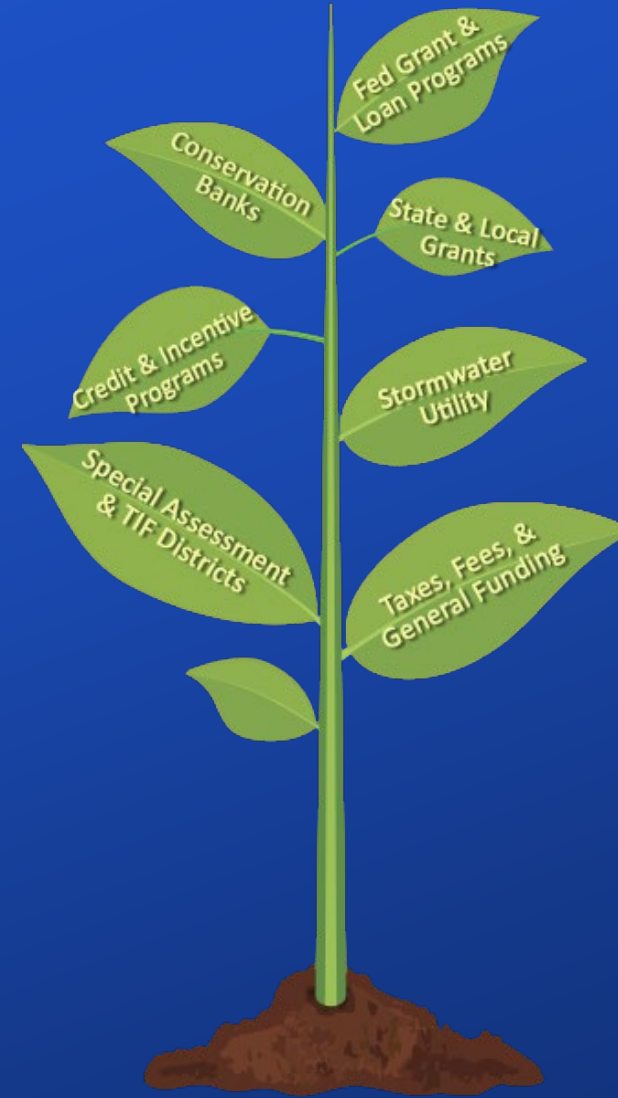 Fed Grant &
Loan Programs
Conservation
Banks
State & Local
Grants
Credit & Incentive
Programs
Stormwater
Utility
Special Assessment
& TIF Districts
Taxes, Fees, &
General Funding